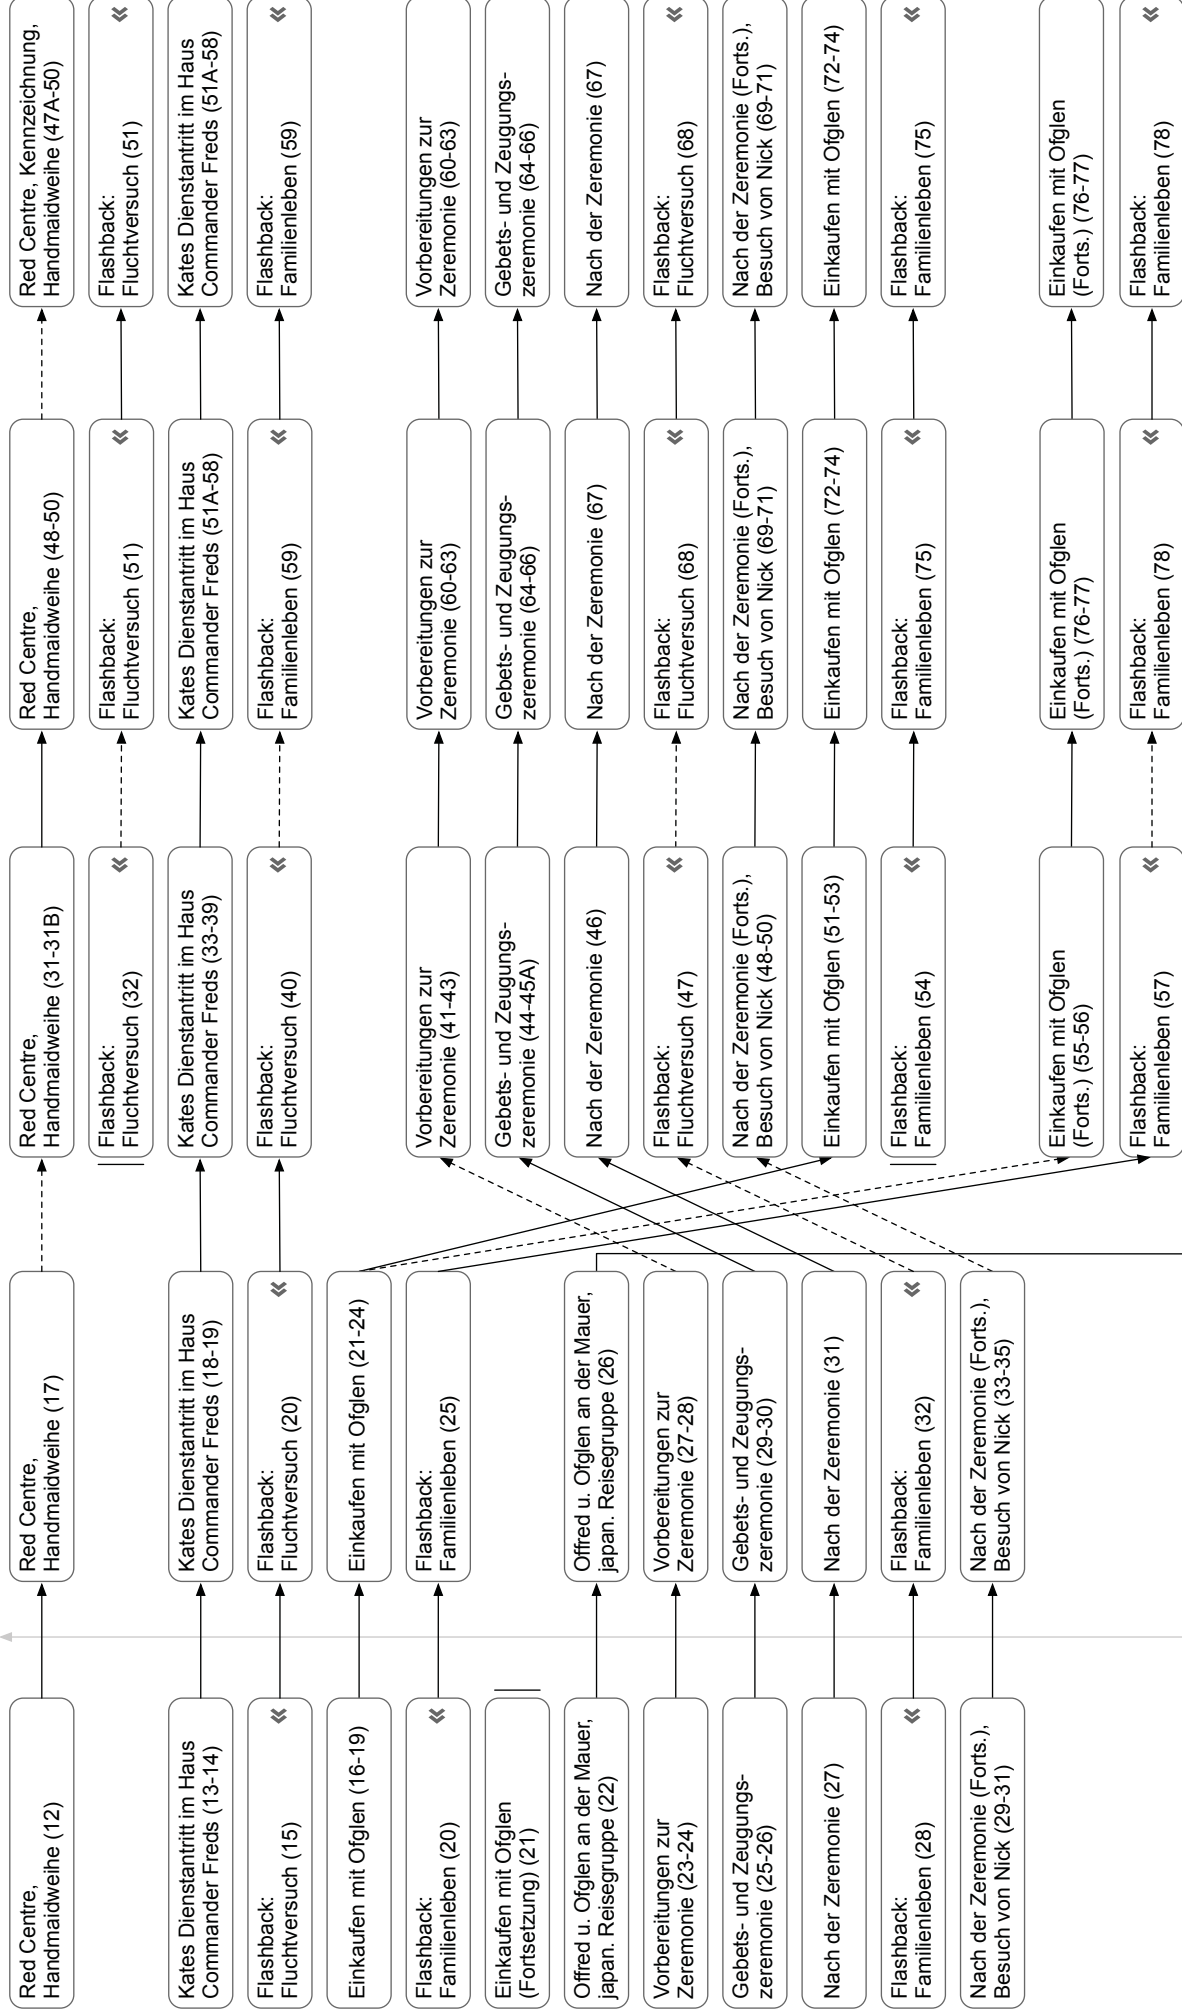 Red Centre,
Handmaidweihe (12)
Kates Dienstantritt im Haus
Commander Freds (13-14)
Flashback:
Fluchtversuch (15)
Einkaufen mit Ofglen (16-19)
Flashback:
Familienleben (20)
Einkaufen mit Ofglen
(Fortsetzung) (21)
Offred u. Ofglen an der Mauer,
japan. Reisegruppe (22)
Vorbereitungen zur
Zeremonie (23-24)
Gebets- und Zeugungs-
zeremonie (25-26)
Nach der Zeremonie (27)
Flashback:
Familienleben (28)
Nach der Zeremonie (Forts.),
Besuch von Nick (29-31)
Red Centre,
Handmaidweihe (17)
Kates Dienstantritt im Haus
Commander Freds (18-19)
Flashback:
Fluchtversuch (20)
Einkaufen mit Ofglen (21-24)
Flashback:
Familienleben (25)
Offred u. Ofglen an der Mauer,
japan. Reisegruppe (26)
Vorbereitungen zur
Zeremonie (27-28)
Gebets- und Zeugungs-
zeremonie (29-30)
Nach der Zeremonie (31)
Flashback:
Familienleben (32)
Nach der Zeremonie (Forts.),
Besuch von Nick (33-35)
Red Centre,
Handmaidweihe (31-31B)
Flashback:
Fluchtversuch (32)
Kates Dienstantritt im Haus
Commander Freds (33-39)
Flashback:
Fluchtversuch (40)
Vorbereitungen zur
Zeremonie (41-43)
Gebets- und Zeugungs-
zeremonie (44-45A)
Nach der Zeremonie (46)
Flashback:
Fluchtversuch (47)
Nach der Zeremonie (Forts.),
Besuch von Nick (48-50)
Einkaufen mit Ofglen (51-53)
Flashback:
Familienleben (54)
Einkaufen mit Ofglen
(Forts.) (55-56)
Flashback:
Familienleben (57)
Red Centre,
Handmaidweihe (48-50)
Flashback:
Fluchtversuch (51)
Kates Dienstantritt im Haus
Commander Freds (51A-58)
Flashback:
Familienleben (59)
Vorbereitungen zur
Zeremonie (60-63)
Gebets- und Zeugungs-
zeremonie (64-66)
Nach der Zeremonie (67)
Flashback:
Fluchtversuch (68)
Nach der Zeremonie (Forts.),
Besuch von Nick (69-71)
Einkaufen mit Ofglen (72-74)
Flashback:
Familienleben (75)
Einkaufen mit Ofglen
(Forts.) (76-77)
Flashback:
Familienleben (78)
Red Centre, Kennzeichnung,
Handmaidweihe (47A-50)
Flashback:
Fluchtversuch (51)
Kates Dienstantritt im Haus
Commander Freds (51A-58)
Flashback:
Familienleben (59)
Vorbereitungen zur
Zeremonie (60-63)
Gebets- und Zeugungs-
zeremonie (64-66)
Nach der Zeremonie (67)
Flashback:
Fluchtversuch (68)
Nach der Zeremonie (Forts.),
Besuch von Nick (69-71)
Einkaufen mit Ofglen (72-74)
Flashback:
Familienleben (75)
Einkaufen mit Ofglen
(Forts.) (76-77)
Flashback:
Familienleben (78)